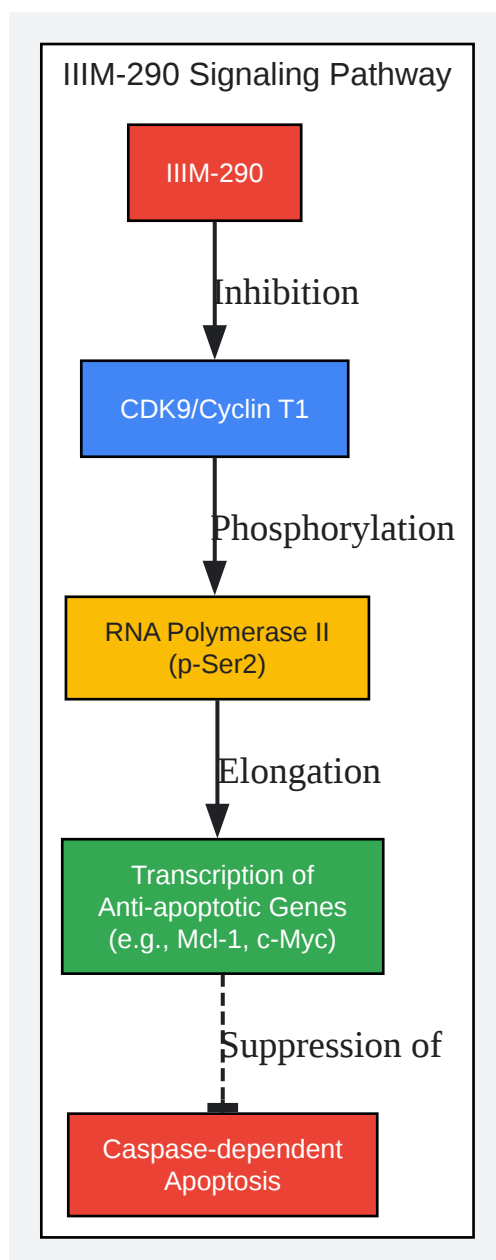 IIIM-290 Signaling Pathway
IIIM-290
Inhibition
CDK9/Cyclin T1
Phosphorylation
RNA Polymerase II
(p-Ser2)
Elongation
Transcription of
Anti-apoptotic Genes
(e.g., Mcl-1, c-Myc)
Suppression of
Caspase-dependent
Apoptosis